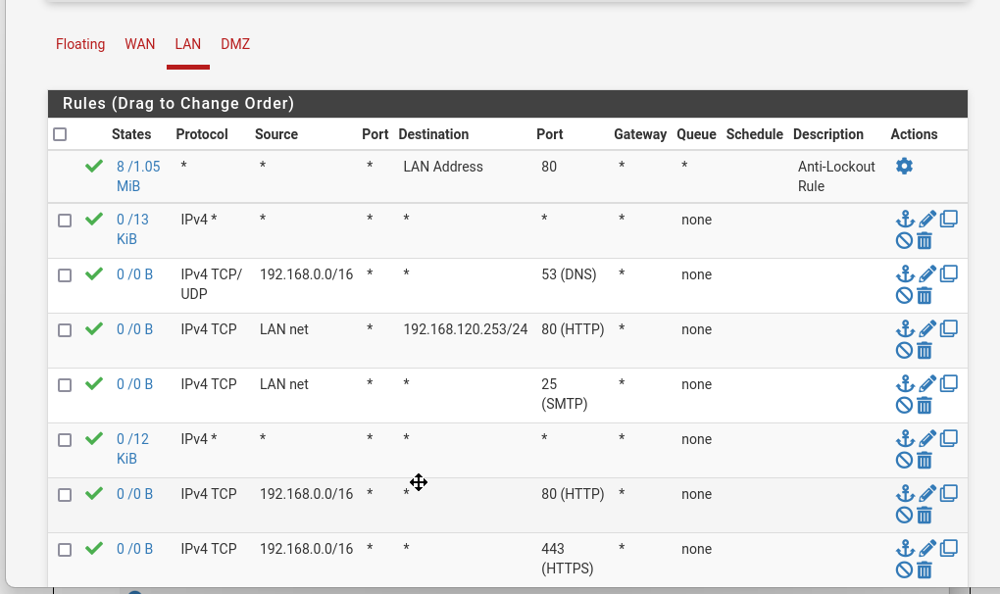 Floating WAN LAN DMZ
Rules (Drag to Change Order)
States Protocol Source Port Destination Port Gateway Queue Schedule Description Actions
8 /1.05 * * * LAN Address 80 * * Anti-Lockout
MiB Rule
0 /13 IPv4 * * * * * * none
KiB
0 /0 B IPv4 TCP/ 192.168.0.0/16 * * 53 (DNS) * none
UDP
0 /0 B IPv4 TCP LAN net * 192.168.120.253/24 80 (HTTP) * none
0 /0 B IPv4 TCP LAN net * * 25 * none
(SMTP)
0 /12 IPv4 * * * * * * none
KiB
0 /0 B IPv4 TCP 192.168.0.0/16 * * 80 (HTTP) * none
0 /0 B IPv4 TCP 192.168.0.0/16 * * 443 * none
(HTTPS)